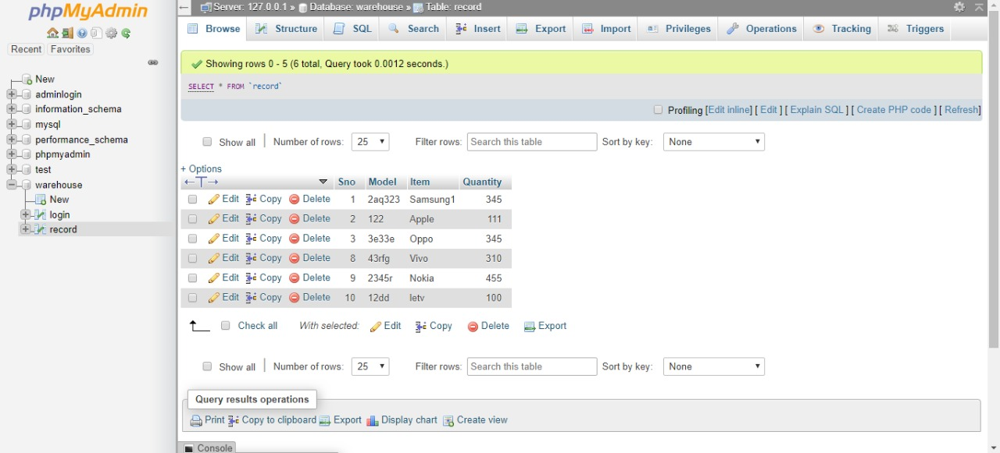 phpMyAdmin
Recent Favorites
New
adminlogin
information_schema
mysql
performance_schema
phpmyadmin
test
warehouse
New
login
record
Server: 127.0.0.1 » Database: warehouse » Table: record
Browse Structure SQL Search Insert Export Import Privileges Operations Tracking Triggers
Showing rows 0 - 5 (6 total, Query took 0.0012 seconds.)
SELECT * FROM `record`
Profiling [Edit inline] [ Edit ] [ Explain SQL ] [ Create PHP code ] [ Refresh]
Show all Number of rows: 25 Filter rows: Search this table Sort by key: None
+ Options
←T→ Sno Model Item Quantity
Edit Copy Delete 1 2aq323 Samsung1 345
Edit Copy Delete 2 122 Apple 111
Edit Copy Delete 3 3e33e Oppo 345
Edit Copy Delete 8 43rfg Vivo 310
Edit Copy Delete 9 2345r Nokia 455
Edit Copy Delete 10 12dd letv 100
Check all With selected: Edit Copy Delete Export
Show all Number of rows: 25 Filter rows: Search this table Sort by key: None
Query results operations
Print Copy to clipboard Export Display chart Create view
Console